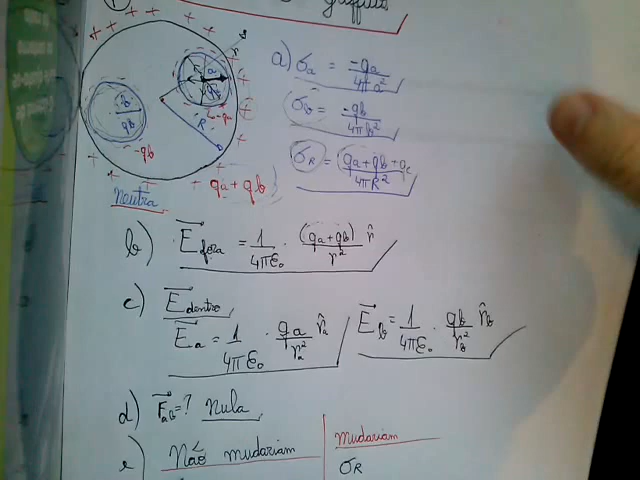 a) σa = -qa / 4πa²
σb = -qb / 4πb²
σR = qa + qb + qc / 4πR²
a
qa
-qa
b
qb
-qb
R
qa + qb
Neutra
b) E fora = 1 / 4πε₀ · (qa + qb) / r² r̂
c) E dentro
Ea = 1 / 4πε₀ · qa / ra² r̂a
Eb = 1 / 4πε₀ · qb / rb² r̂b
d) Fab = ? Nula
e) Não mudariam
mudariam
σR